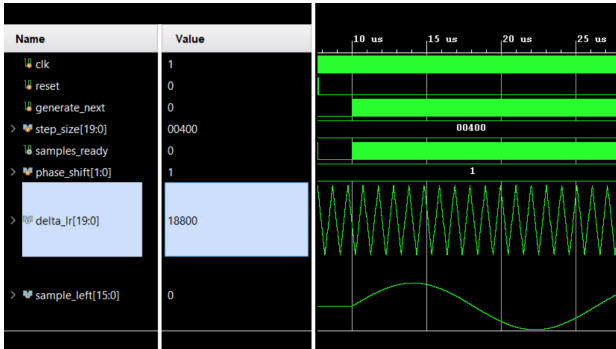 Name Value
10 us 15 us 20 us 25 us
clk 1
reset 0
generate_next 0
step_size[19:0] 00400 00400
samples_ready 0
phase_shift[1:0] 1 1
delta_lr[19:0] 18800
sample_left[15:0] 0